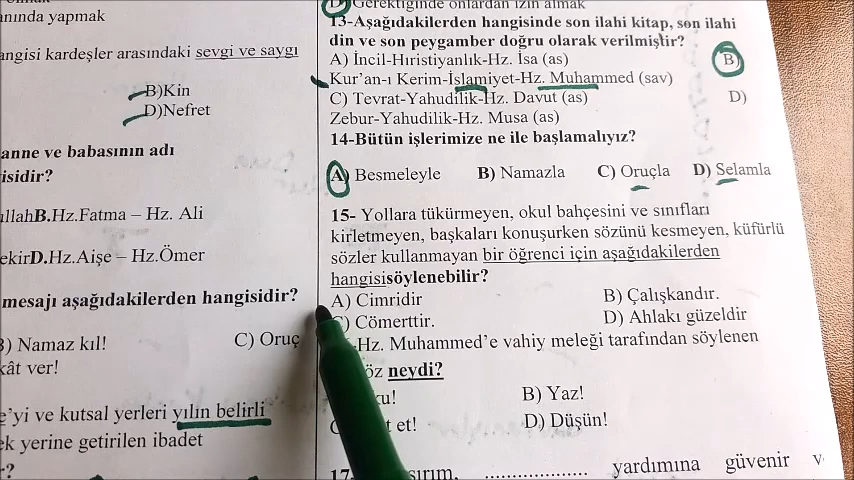 anında yapmak
angisi kardeşler arasındaki sevgi ve saygı
B)Kin
D)Nefret
anne ve babasının adı
isidir?
ullahB.Hz.Fatma – Hz. Ali
ekirD.Hz.Aişe – Hz.Ömer
mesajı aşağıdakilerden hangisidir?
B) Namaz kıl! C) Oruç
kât ver!
e'yi ve kutsal yerleri yılın belirli
ek yerine getirilen ibadet
D) Gerektiğinde onlardan izin almak
13-Aşağıdakilerden hangisinde son ilahi kitap, son ilahi
din ve son peygamber doğru olarak verilmiştir?
A) İncil-Hıristiyanlık-Hz. İsa (as) B)
Kur'an-ı Kerim-İslamiyet-Hz. Muhammed (sav)
C) Tevrat-Yahudilik-Hz. Davut (as) D)
Zebur-Yahudilik-Hz. Musa (as)
14-Bütün işlerimize ne ile başlamalıyız?
A) Besmeleyle B) Namazla C) Oruçla D) Selamla
15- Yollara tükürmeyen, okul bahçesini ve sınıfları
kirletmeyen, başkaları konuşurken sözünü kesmeyen, küfürlü
sözler kullanmayan bir öğrenci için aşağıdakilerden
hangisisöylenebilir?
A) Cimridir B) Çalışkandır.
C) Cömerttir. D) Ahlakı güzeldir
Hz. Muhammed'e vahiy meleği tarafından söylenen
öz neydi?
ku! B) Yaz!
t et! D) Düşün!
17- sırım, .................. yardımına güvenir v